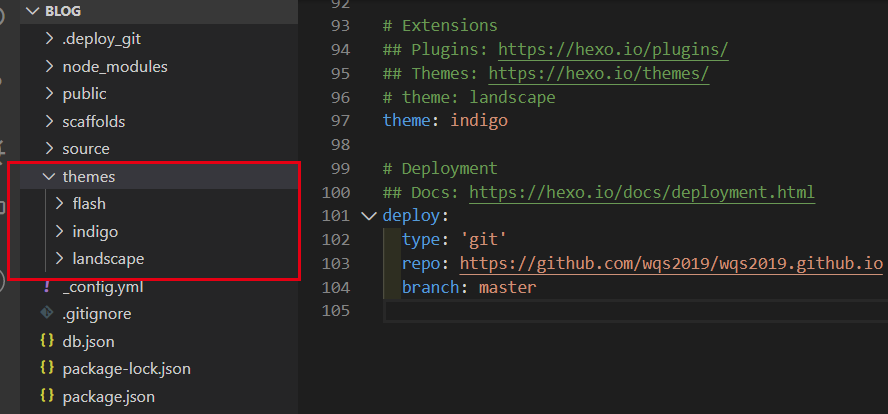 BLOG
.deploy_git
node_modules
public
scaffolds
source
themes
flash
indigo
landscape
_config.yml
.gitignore
db.json
package-lock.json
package.json
92
93 # Extensions
94 ## Plugins: https://hexo.io/plugins/
95 ## Themes: https://hexo.io/themes/
96 # theme: landscape
97 theme: indigo
98
99 # Deployment
100 ## Docs: https://hexo.io/docs/deployment.html
101 deploy:
102 type: 'git'
103 repo: https://github.com/wqs2019/wqs2019.github.io
104 branch: master
105